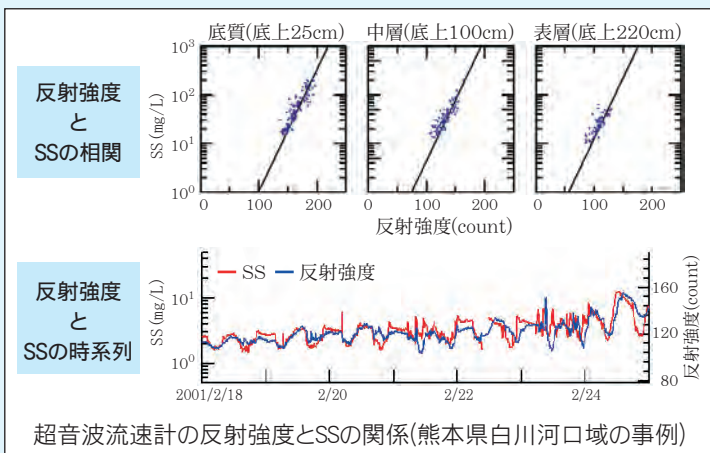 底質(底上25cm) 中層(底上100cm) 表層(底上220cm)
反射強度
と
SSの相関
SS(mg/L)
10³
10²
10¹
10⁰
0 100 200 0 100 200 0 100 200
反射強度(count)
反射強度
と
SSの時系列
SS 反射強度
SS(mg/L)
10¹
10⁰
160
120
80
反射強度(count)
2001/2/18 2/20 2/22 2/24
超音波流速計の反射強度とSSの関係(熊本県白川河口域の事例)